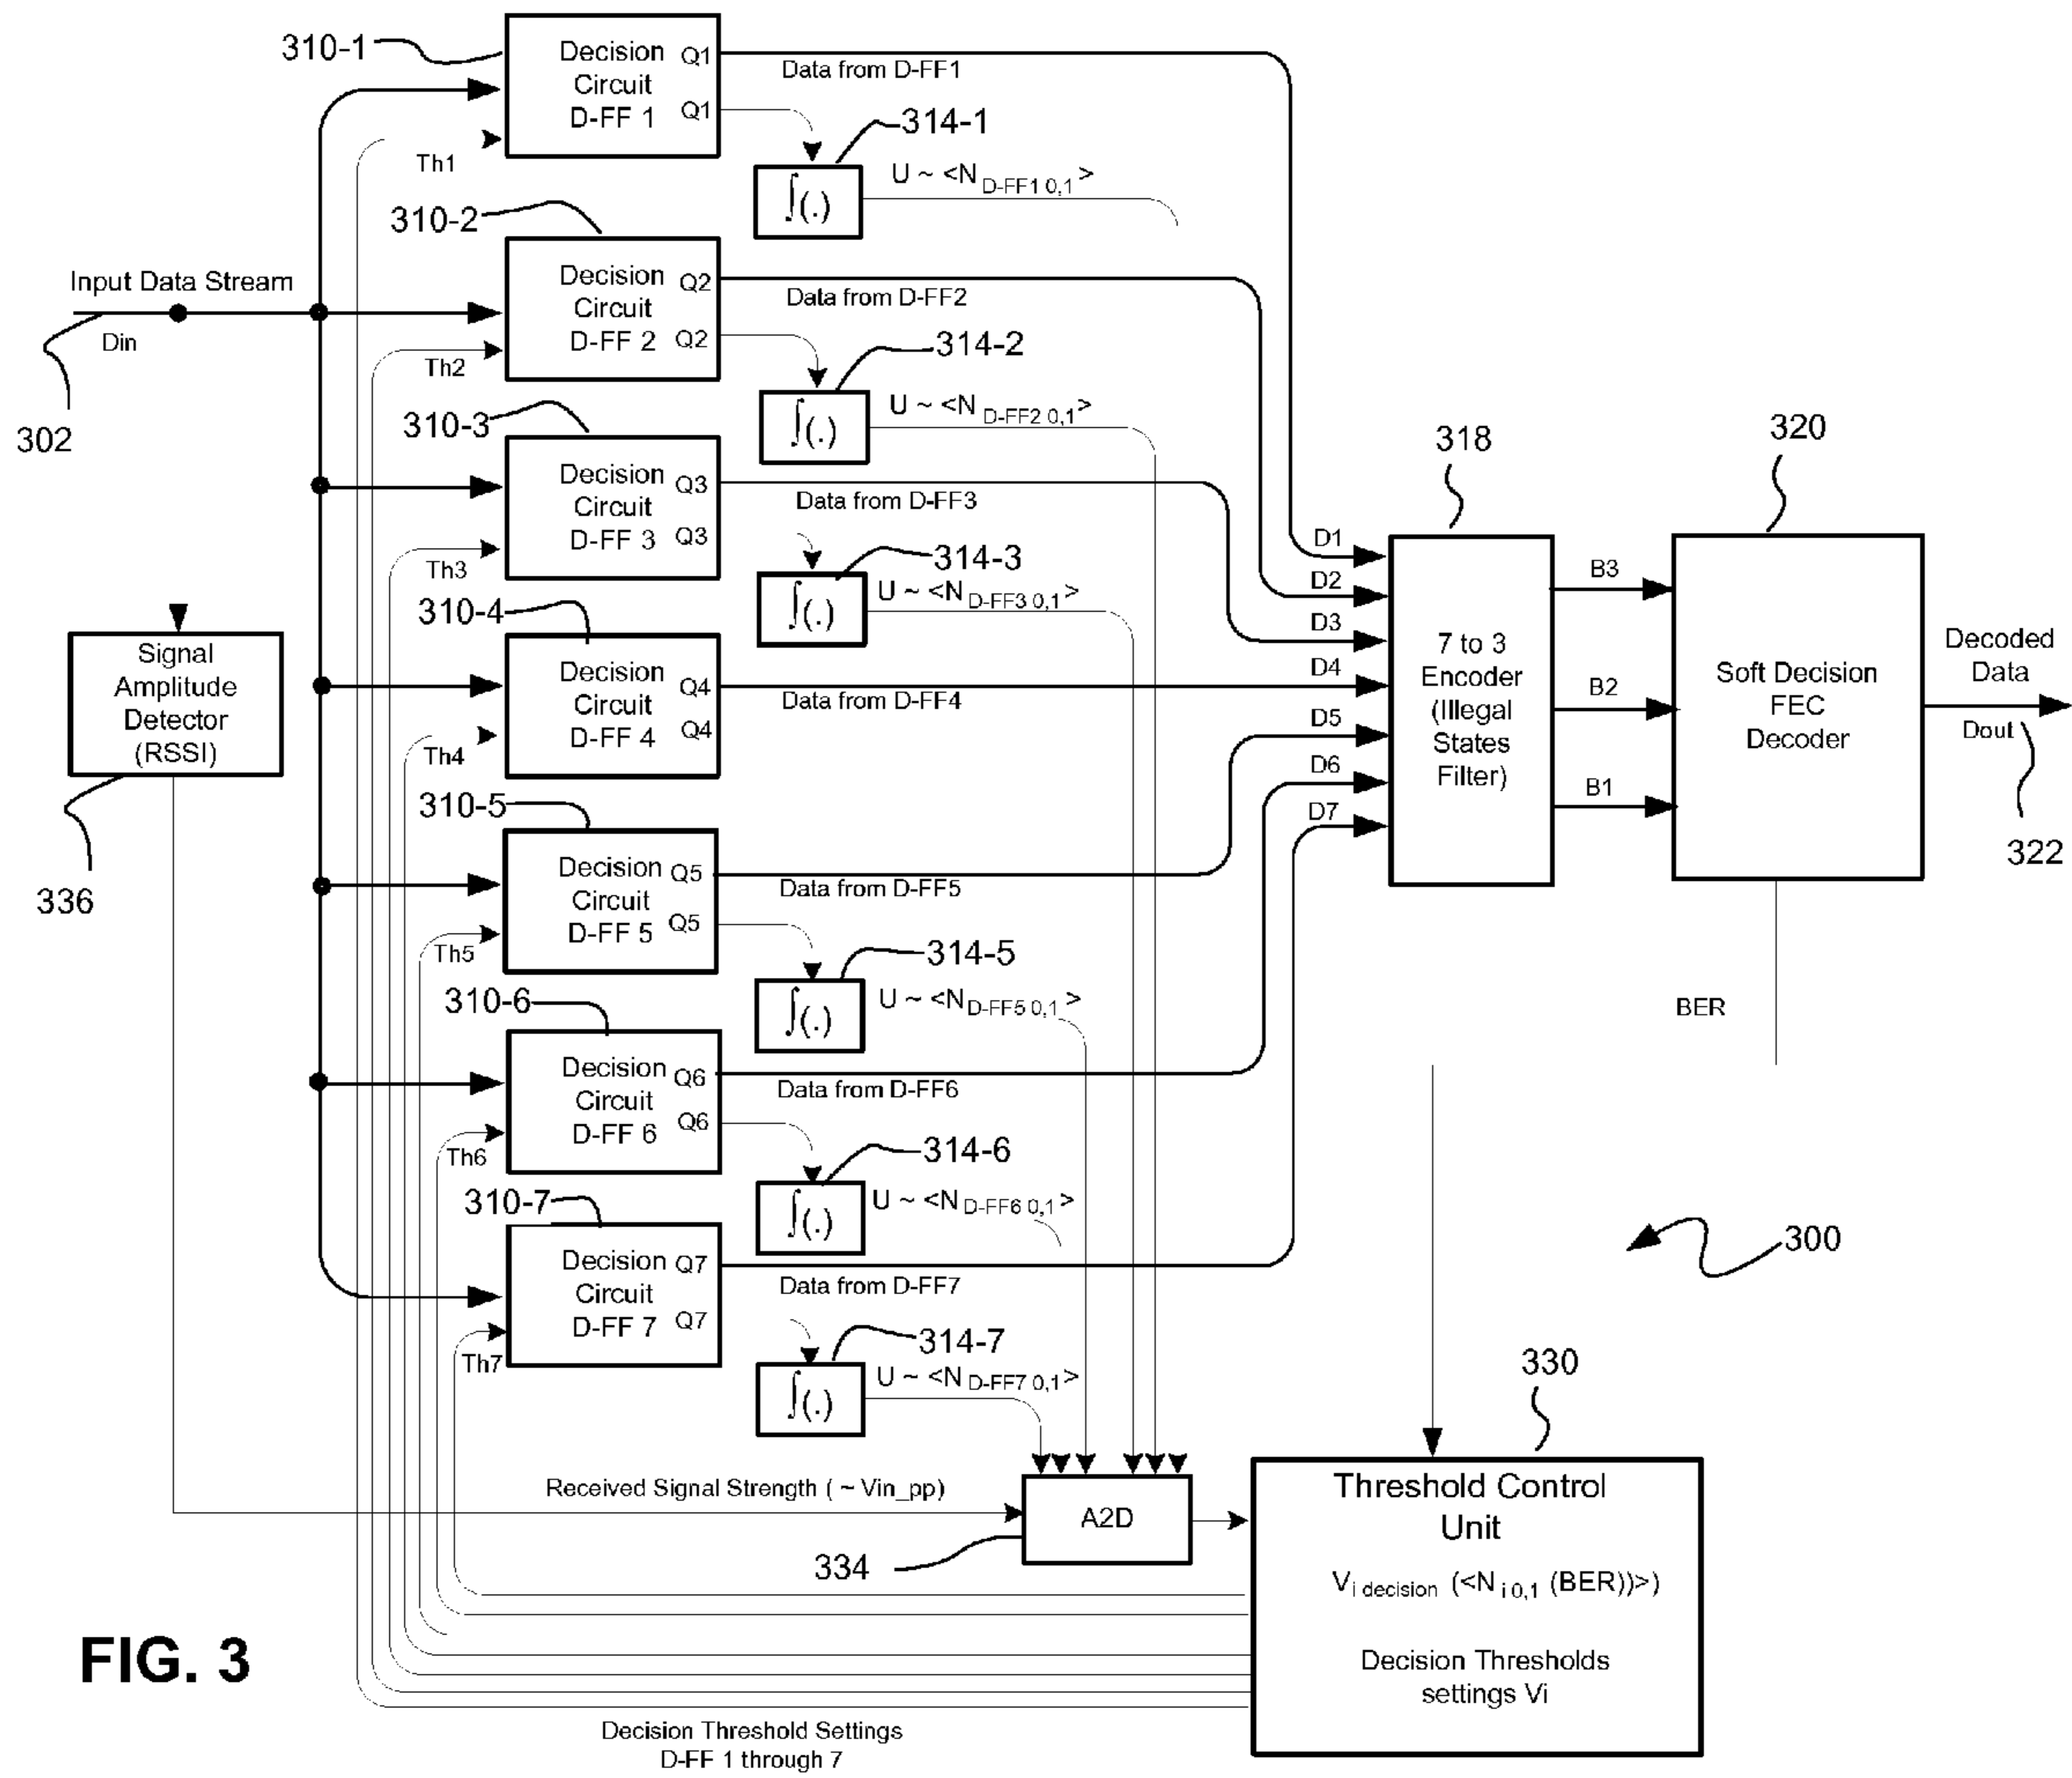 310-1
Decision
Circuit
D-FF 1
Q1
Q1
Data from D-FF1
Th1
314-1
∫(.)
U ~ <N D-FF1 0,1 >
310-2
Decision
Circuit
D-FF 2
Q2
Q2
Data from D-FF2
Input Data Stream
Din
302
Th2
314-2
∫(.)
U ~ <N D-FF2 0,1 >
310-3
Decision
Circuit
D-FF 3
Q3
Q3
Data from D-FF3
Th3
314-3
∫(.)
U ~ <N D-FF3 0,1 >
310-4
Decision
Circuit
D-FF 4
Q4
Q4
Data from D-FF4
Th4
Signal
Amplitude
Detector
(RSSI)
336
310-5
Decision
Circuit
D-FF 5
Q5
Q5
Data from D-FF5
Th5
314-5
∫(.)
U ~ <N D-FF5 0,1 >
310-6
Decision
Circuit
D-FF 6
Q6
Q6
Data from D-FF6
Th6
314-6
∫(.)
U ~ <N D-FF6 0,1 >
310-7
Decision
Circuit
D-FF 7
Q7
Q7
Data from D-FF7
Th7
314-7
∫(.)
U ~ <N D-FF7 0,1 >
D1
D2
D3
D4
D5
D6
D7
318
7 to 3
Encoder
(Illegal
States
Filter)
B3
B2
B1
320
Soft Decision
FEC
Decoder
Decoded
Data
Dout
322
BER
300
330
Threshold Control
Unit
V i decision (<N i 0,1 (BER))>)
Decision Thresholds
settings Vi
Received Signal Strength ( ~ Vin_pp)
A2D
334
FIG. 3
Decision Threshold Settings
D-FF 1 through 7